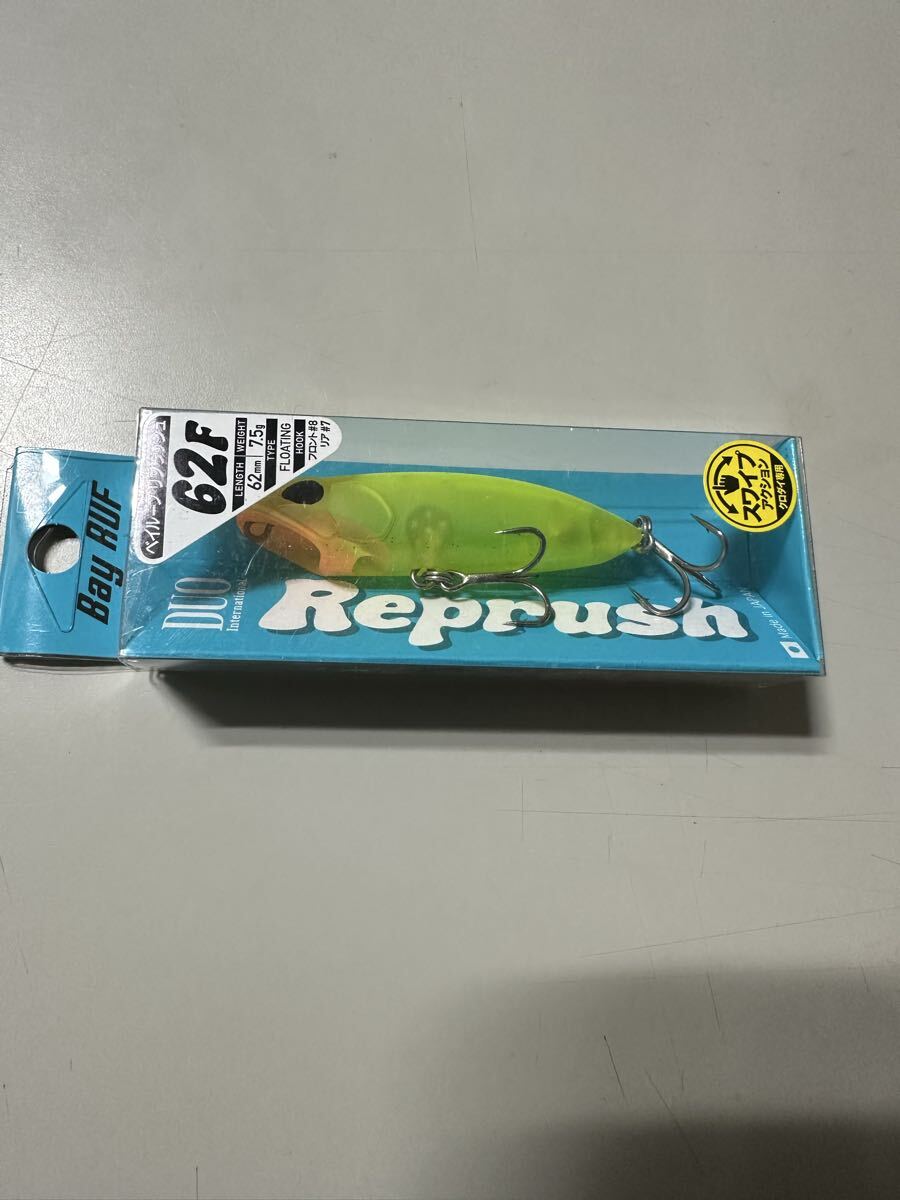 Bay RUF
ベイルーフ リプラッシュ
62F
LENGTH WEIGHT
62mm 7.5g
TYPE
FLOATING
HOOK
フロント#8
リア #7
DUO
International
Reprush
スワイプ
アクション
クロダイ専用
Made in JAPAN